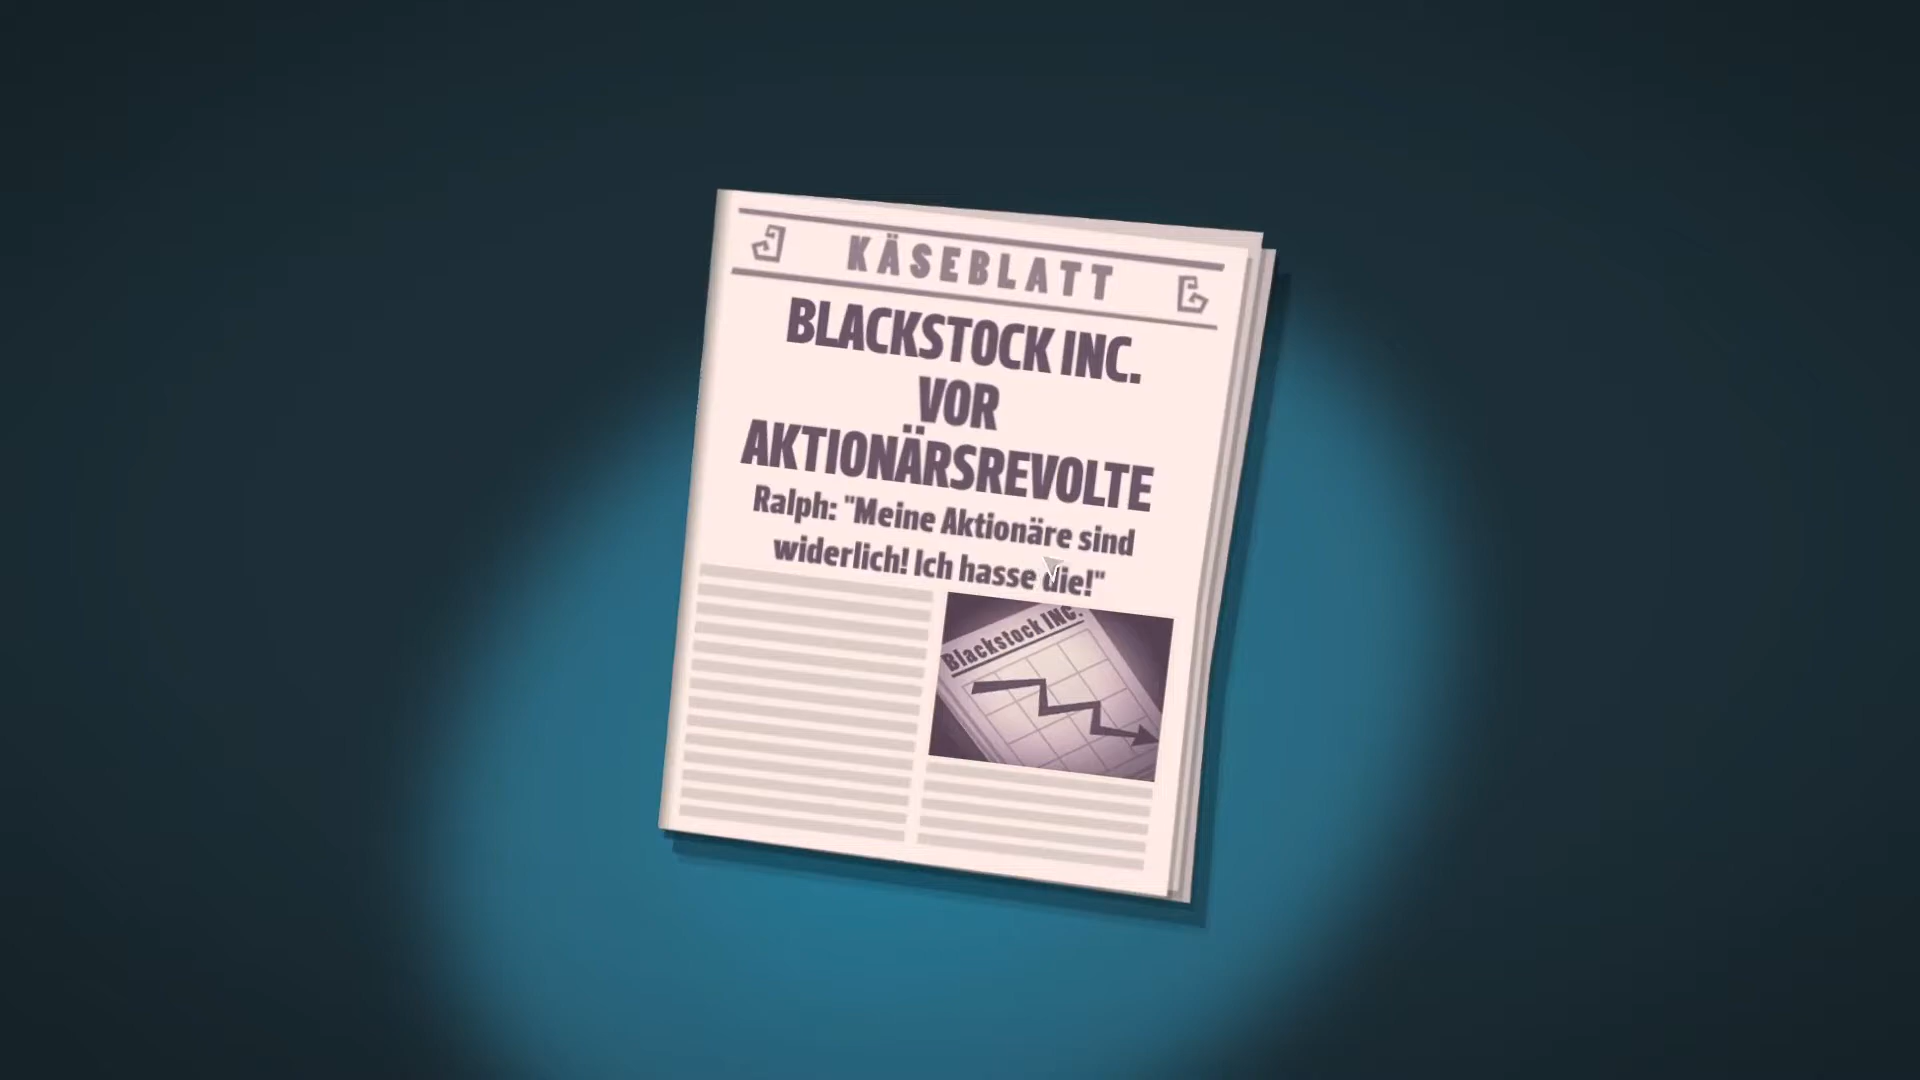 KÄSEBLATT
BLACKSTOCK INC.
VOR
AKTIONÄRSREVOLTE
Ralph: "Meine Aktionäre sind
widerlich! Ich hasse die!"
Blackstock INC.